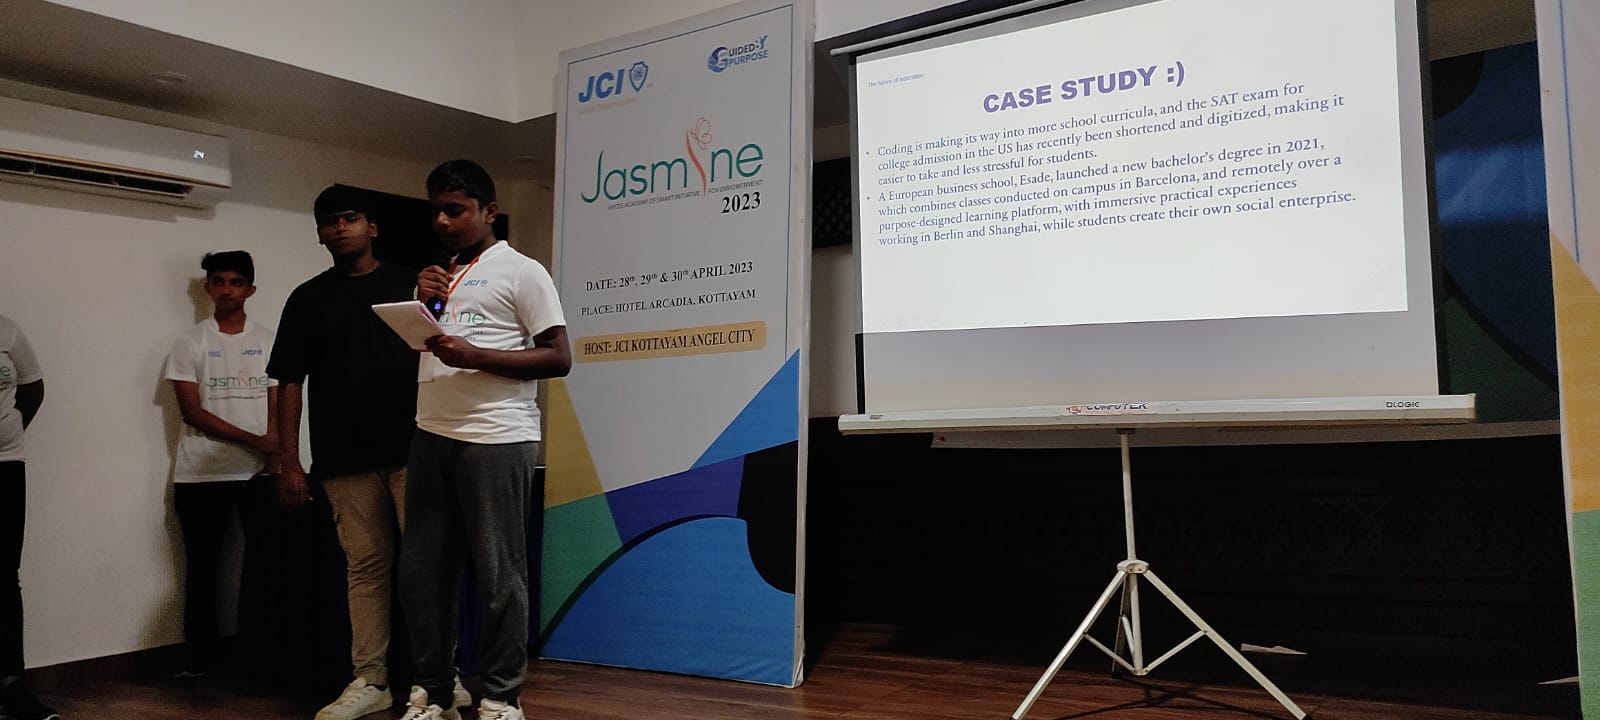 24
JCI
GUIDED BY
PURPOSE
Jasmine
FOR EMPOWERMENT
2023
DATE: 28th, 29th & 30th APRIL 2023
PLACE: HOTEL ARCADIA, KOTTAYAM
HOST: JCI KOTTAYAM ANGEL CITY
The future of education
CASE STUDY :)
• Coding is making its way into more school curricula, and the SAT exam for
college admission in the US has recently been shortened and digitized, making it
easier to take and less stressful for students.
• A European business school, Esade, launched a new bachelor's degree in 2021,
which combines classes conducted on campus in Barcelona, and remotely over a
purpose-designed learning platform, with immersive practical experiences
working in Berlin and Shanghai, while students create their own social enterprise.
COMPUTER
LOGIC
JCI
Jasmine
JCI
mine